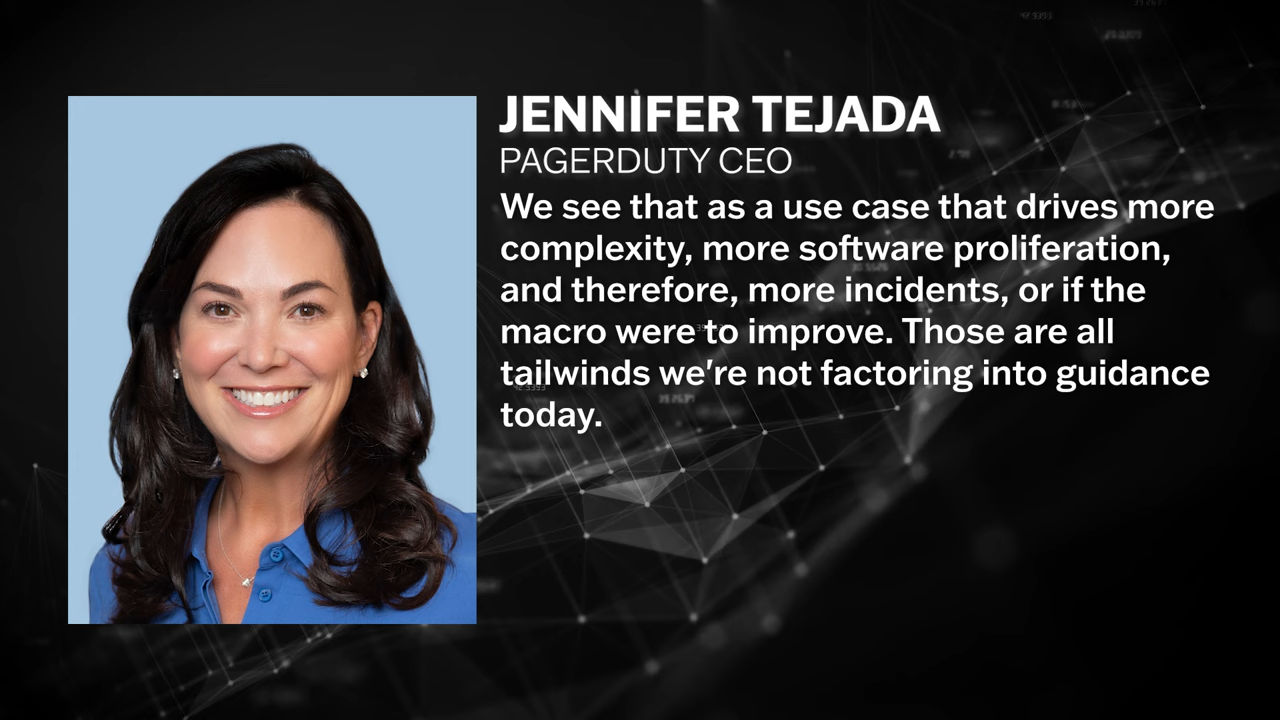 JENNIFER TEJADA
PAGERDUTY CEO
We see that as a use case that drives more
complexity, more software proliferation,
and therefore, more incidents, or if the
macro were to improve. Those are all
tailwinds we're not factoring into guidance
today.